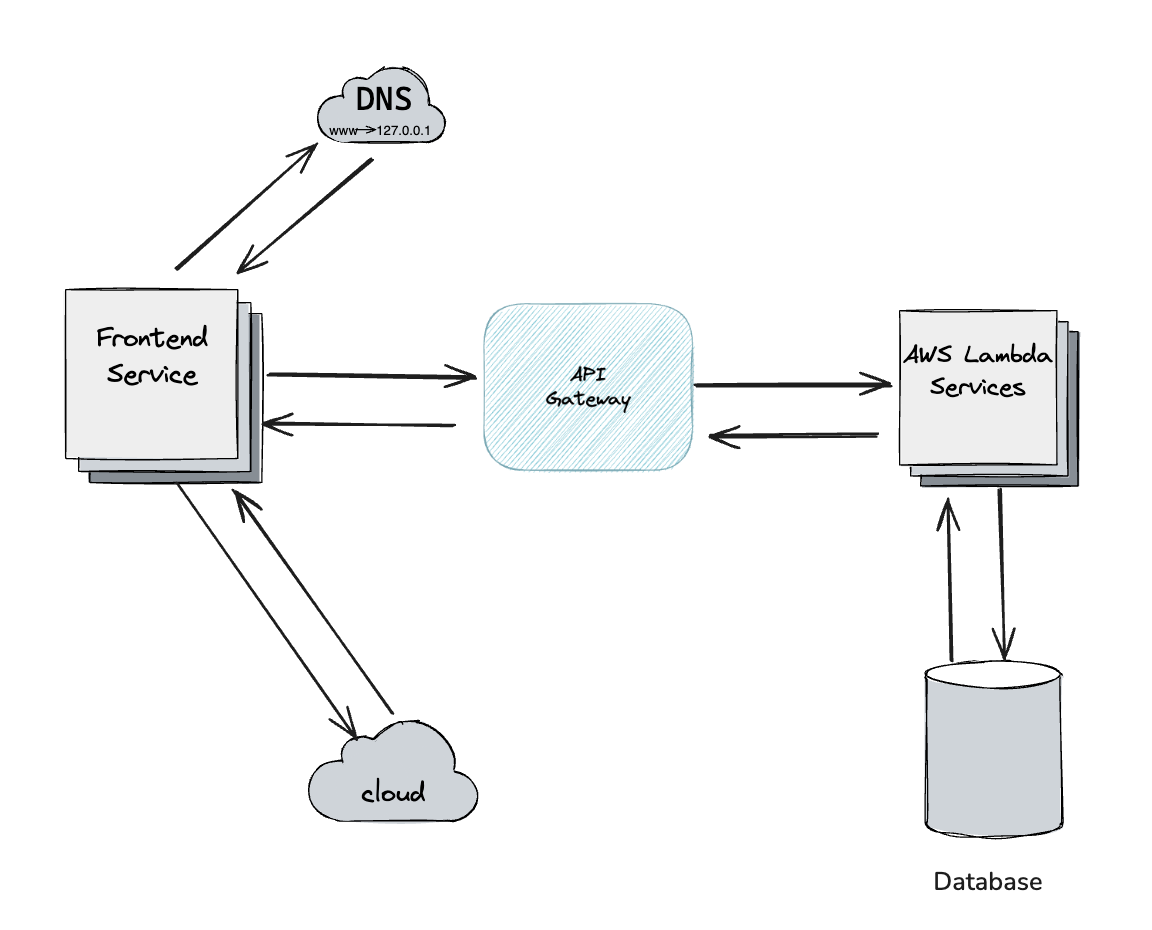 DNS
www→127.0.0.1
Frontend
Service
API
Gateway
AWS Lambda
Services
cloud
Database